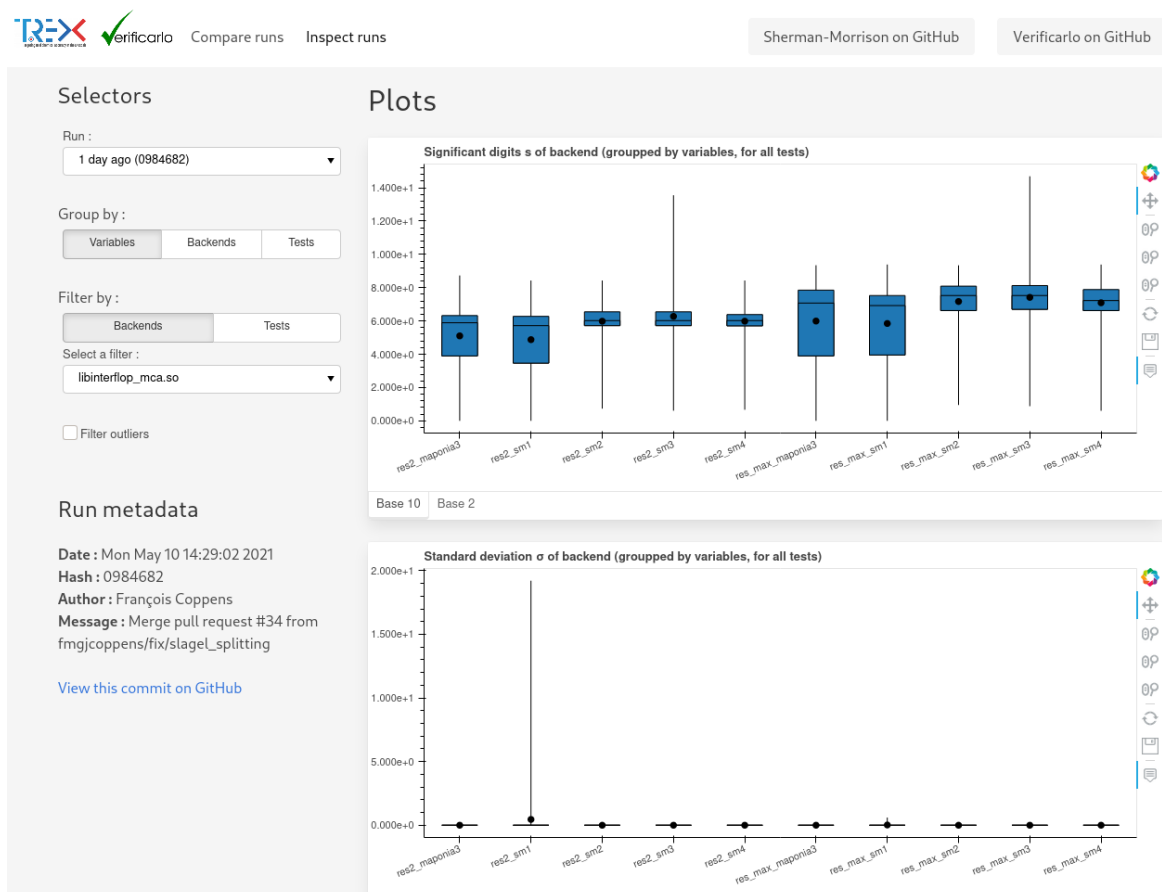 TREX
Verificarlo
Compare runs
Inspect runs
Sherman-Morrison on GitHub
Verificarlo on GitHub
Selectors
Run :
1 day ago (0984682)
Group by :
Variables
Backends
Tests
Filter by :
Backends
Tests
Select a filter :
libinterflop_mca.so
Filter outliers
Run metadata
Date : Mon May 10 14:29:02 2021
Hash : 0984682
Author : François Coppens
Message : Merge pull request #34 from
fmgjcoppens/fix/slagel_splitting
View this commit on GitHub
Plots
Significant digits s of backend (groupped by variables, for all tests)
1.400e+1
1.200e+1
1.000e+1
8.000e+0
6.000e+0
4.000e+0
2.000e+0
0.000e+0
res2_maponia3
res2_sm1
res2_sm2
res2_sm3
res2_sm4
res_max_maponia3
res_max_sm1
res_max_sm2
res_max_sm3
res_max_sm4
Base 10
Base 2
Standard deviation σ of backend (groupped by variables, for all tests)
2.000e+1
1.500e+1
1.000e+1
5.000e+0
0.000e+0
res2_maponia3
res2_sm1
res2_sm2
res2_sm3
res2_sm4
res_max_maponia3
res_max_sm1
res_max_sm2
res_max_sm3
res_max_sm4